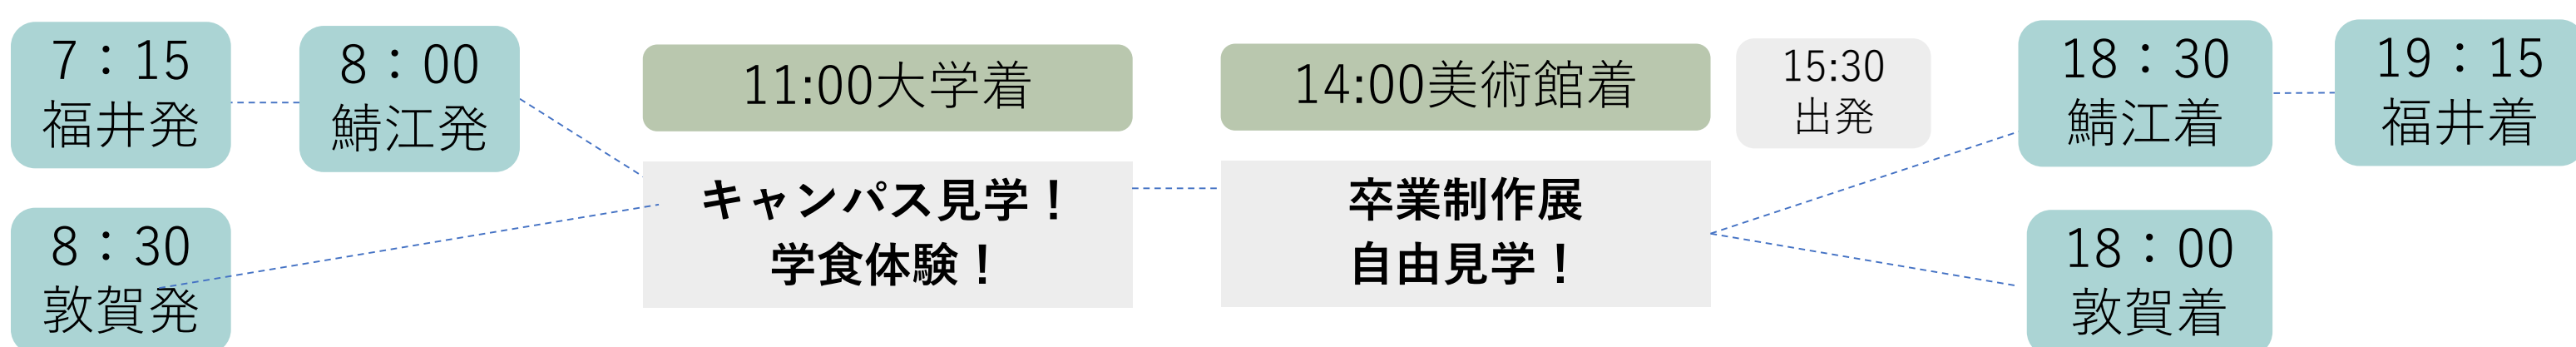 7：15
福井発
8：00
鯖江発
8：30
敦賀発
11:00大学着
キャンパス見学！
学食体験！
14:00美術館着
卒業制作展
自由見学！
15:30
出発
18：30
鯖江着
19：15
福井着
18：00
敦賀着